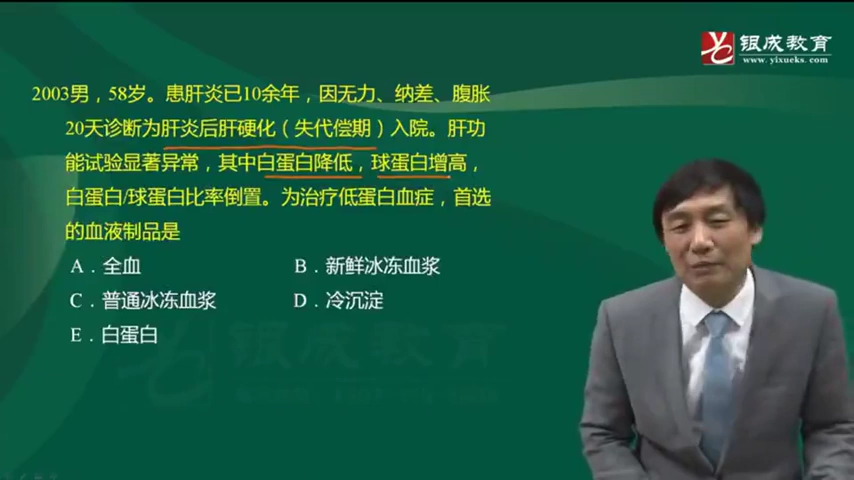 银成教育
www.yixueks.com
2003男，58岁。患肝炎已10余年，因无力、纳差、腹胀
20天诊断为肝炎后肝硬化（失代偿期）入院。肝功
能试验显著异常，其中白蛋白降低，球蛋白增高，
白蛋白/球蛋白比率倒置。为治疗低蛋白血症，首选
的血液制品是
A．全血
B．新鲜冰冻血浆
C．普通冰冻血浆
D．冷沉淀
E．白蛋白
银成教育